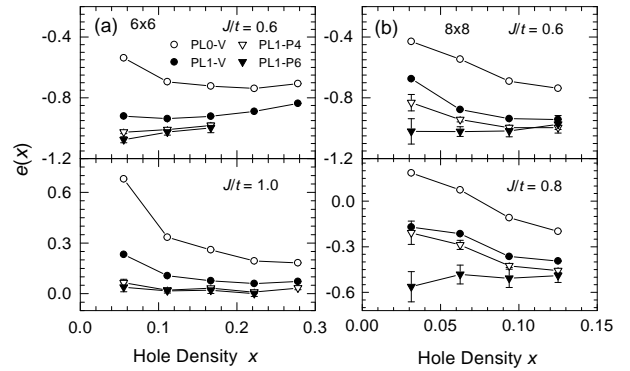 (a) 6x6 J/t = 0.6
PL0-V PL1-P4
PL1-V PL1-P6
-0.4
-0.8
-1.2
J/t = 1.0
0.6
0.3
0.0
0.0 0.1 0.2 0.3
Hole Density x
e(x)
(b) 8x8 J/t = 0.6
-0.4
-0.8
-1.2
J/t = 0.8
0.0
-0.3
-0.6
0.00 0.05 0.10 0.15
Hole Density x